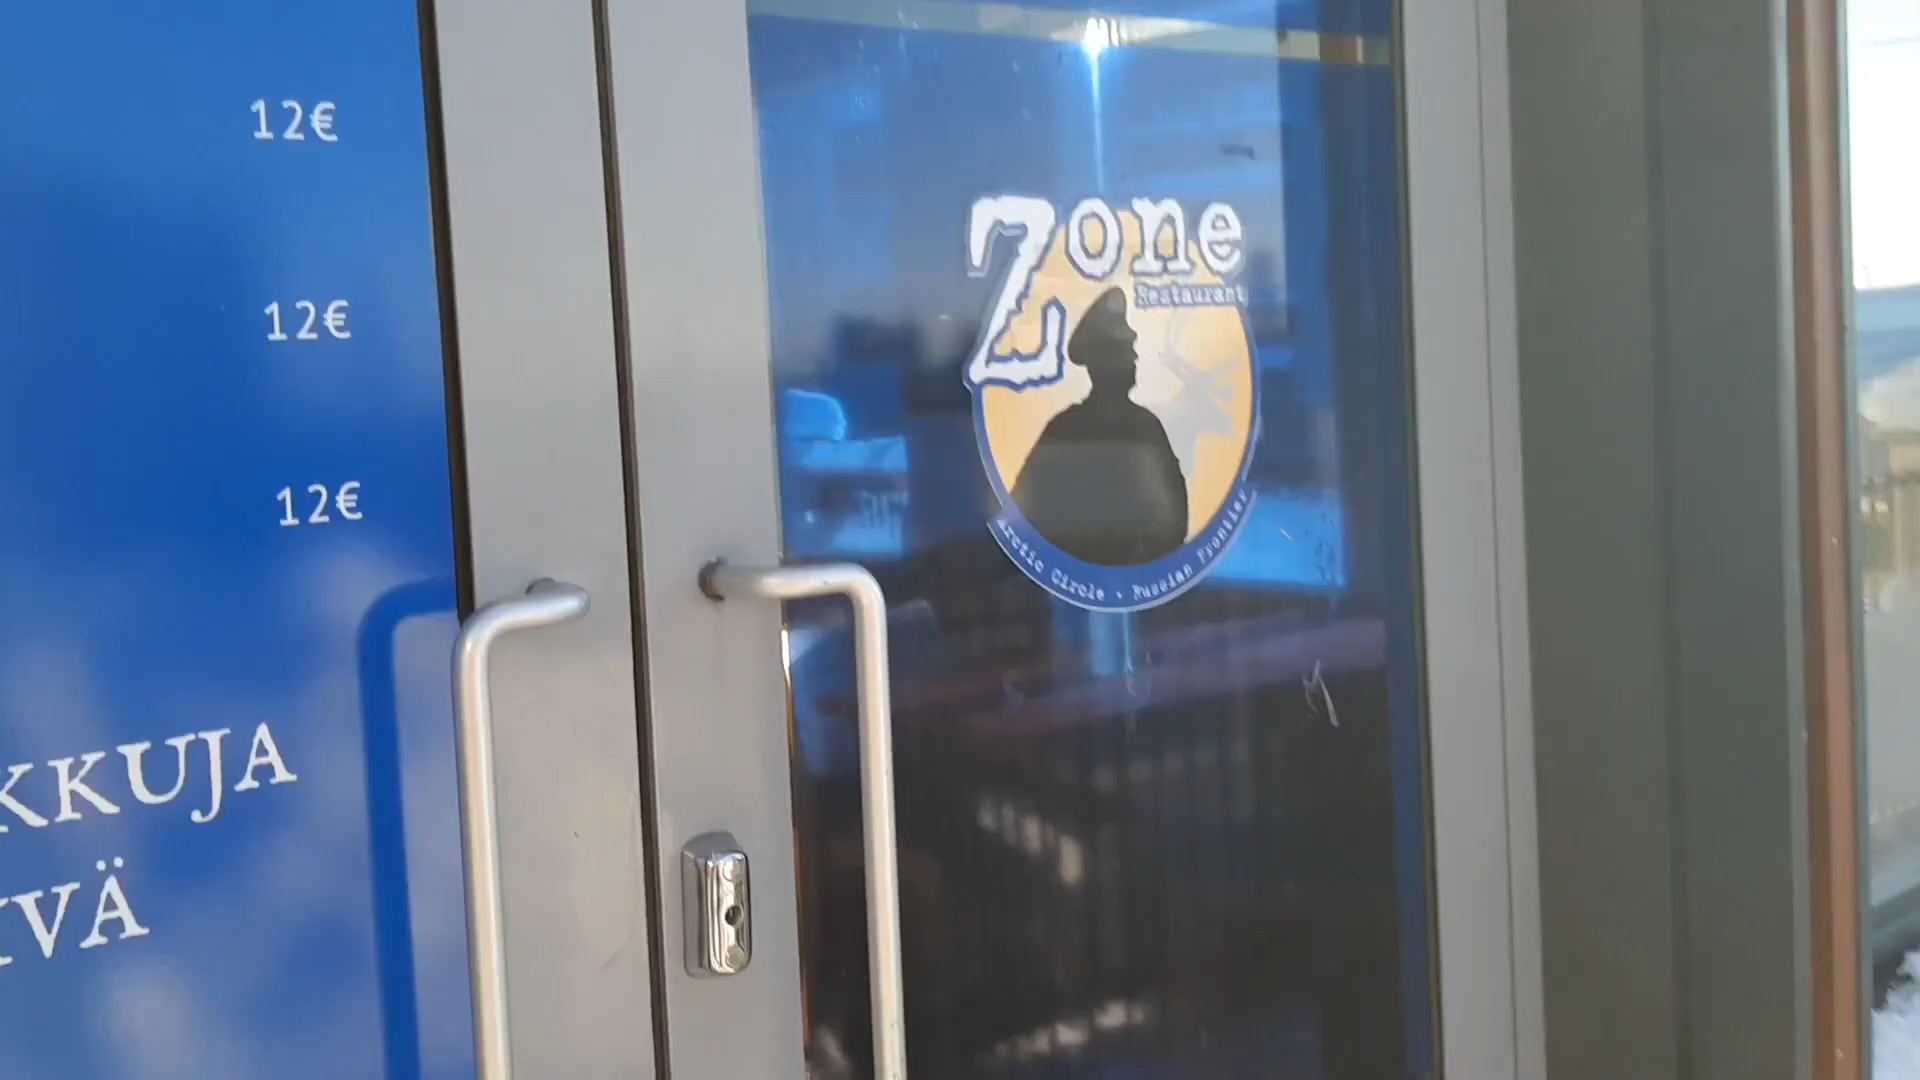 12€
12€
12€
KKUJA
IVÄ
Zone
Restaurant
Arctic Circle · Russian Frontier